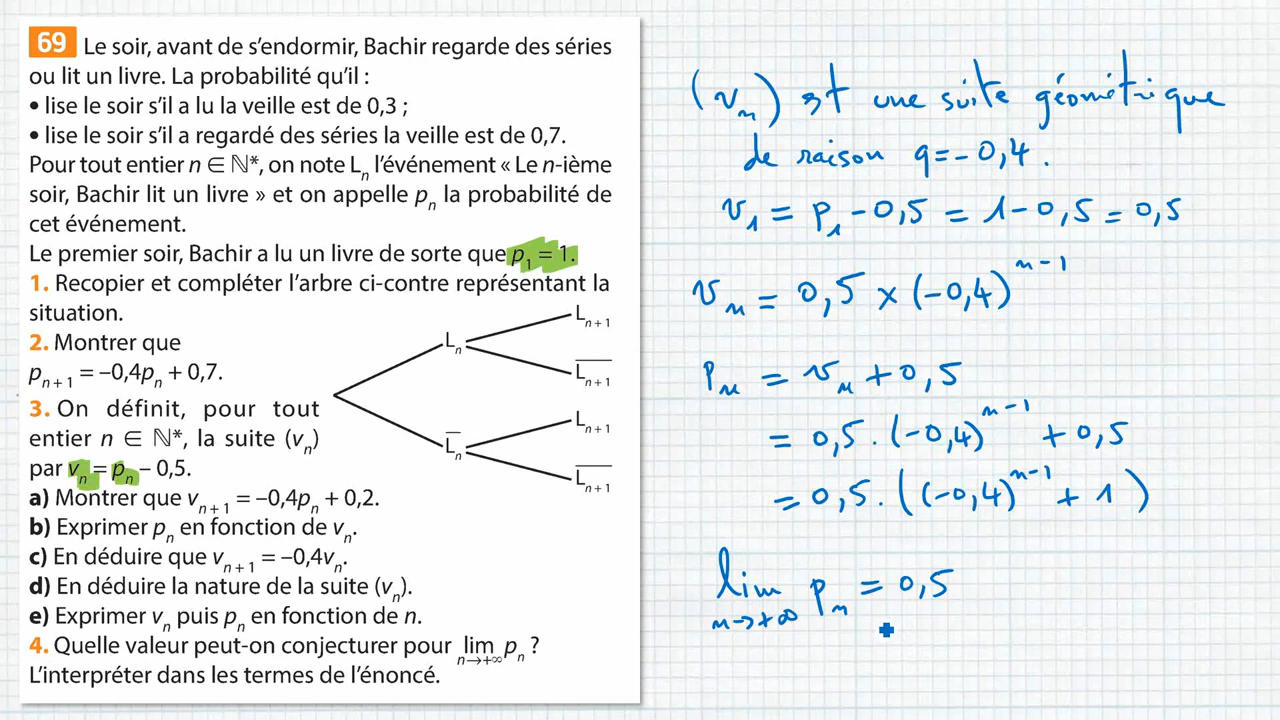 69 Le soir, avant de s'endormir, Bachir regarde des séries
ou lit un livre. La probabilité qu'il :
• lise le soir s'il a lu la veille est de 0,3 ;
• lise le soir s'il a regardé des séries la veille est de 0,7.
Pour tout entier n ∈ ℕ*, on note Lₙ l'événement « Le n-ième
soir, Bachir lit un livre » et on appelle pₙ la probabilité de
cet événement.
Le premier soir, Bachir a lu un livre de sorte que p₁ = 1.
1. Recopier et compléter l'arbre ci-contre représentant la
situation.
2. Montrer que
pₙ₊₁ = –0,4pₙ + 0,7.
3. On définit, pour tout
entier n ∈ ℕ*, la suite (vₙ)
par vₙ = pₙ – 0,5.
a) Montrer que vₙ₊₁ = –0,4pₙ + 0,2.
b) Exprimer pₙ en fonction de vₙ.
c) En déduire que vₙ₊₁ = –0,4vₙ.
d) En déduire la nature de la suite (vₙ).
e) Exprimer vₙ puis pₙ en fonction de n.
4. Quelle valeur peut-on conjecturer pour lim pₙ ?
n→+∞
L'interpréter dans les termes de l'énoncé.
Lₙ
L̅ₙ
Lₙ₊₁
L̅ₙ₊₁
Lₙ₊₁
L̅ₙ₊₁
(vₙ) est une suite géométrique
de raison q=-0,4.
v₁ = p₁ -0,5 = 1-0,5 = 0,5
vₙ = 0,5 × (-0,4)ⁿ⁻¹
pₙ = vₙ + 0,5
= 0,5 . (-0,4)ⁿ⁻¹ + 0,5
= 0,5 . ((-0,4)ⁿ⁻¹ + 1)
lim pₙ = 0,5
n→+∞